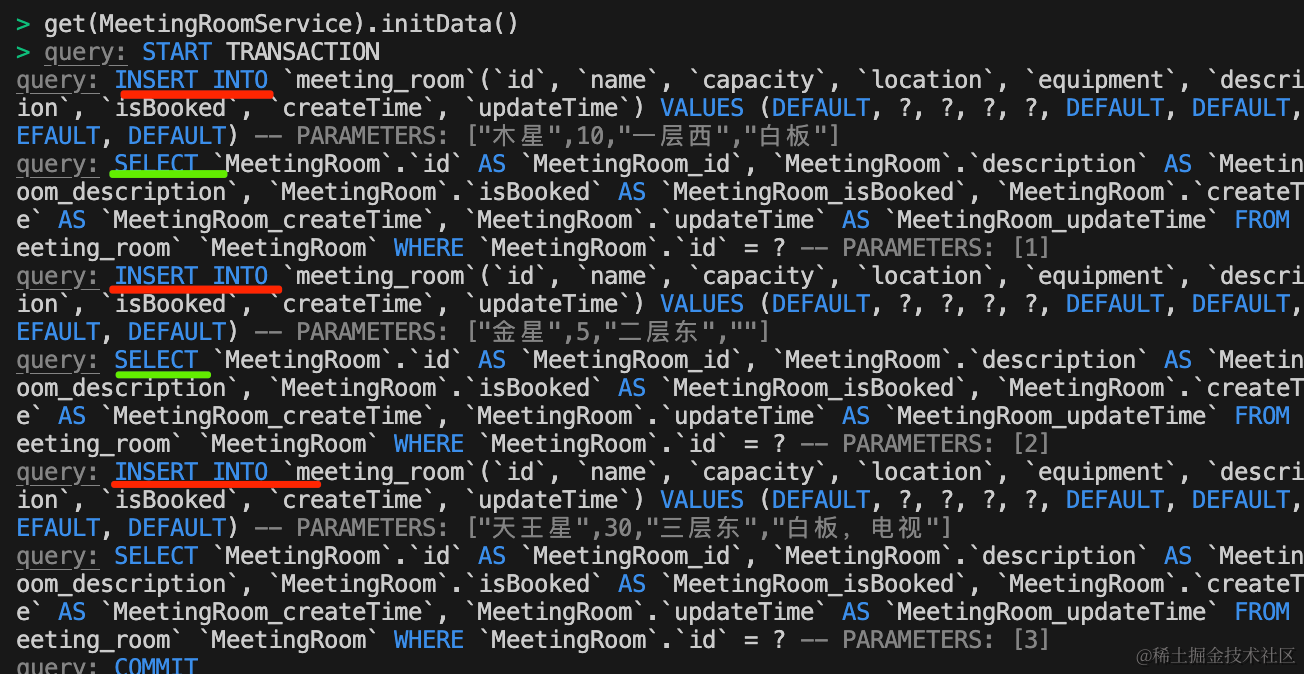 > get(MeetingRoomService).initData()
> query: START TRANSACTION
query: INSERT INTO `meeting_room`(`id`, `name`, `capacity`, `location`, `equipment`, `descri
ion`, `isBooked`, `createTime`, `updateTime`) VALUES (DEFAULT, ?, ?, ?, ?, DEFAULT, DEFAULT,
EFAULT, DEFAULT) -- PARAMETERS: ["木星",10,"一层西","白板"]
query: SELECT `MeetingRoom`.`id` AS `MeetingRoom_id`, `MeetingRoom`.`description` AS `Meetin
oom_description`, `MeetingRoom`.`isBooked` AS `MeetingRoom_isBooked`, `MeetingRoom`.`createT
e` AS `MeetingRoom_createTime`, `MeetingRoom`.`updateTime` AS `MeetingRoom_updateTime` FROM
eeting_room` `MeetingRoom` WHERE `MeetingRoom`.`id` = ? -- PARAMETERS: [1]
query: INSERT INTO `meeting_room`(`id`, `name`, `capacity`, `location`, `equipment`, `descri
ion`, `isBooked`, `createTime`, `updateTime`) VALUES (DEFAULT, ?, ?, ?, ?, DEFAULT, DEFAULT,
EFAULT, DEFAULT) -- PARAMETERS: ["金星",5,"二层东",""]
query: SELECT `MeetingRoom`.`id` AS `MeetingRoom_id`, `MeetingRoom`.`description` AS `Meetin
oom_description`, `MeetingRoom`.`isBooked` AS `MeetingRoom_isBooked`, `MeetingRoom`.`createT
e` AS `MeetingRoom_createTime`, `MeetingRoom`.`updateTime` AS `MeetingRoom_updateTime` FROM
eeting_room` `MeetingRoom` WHERE `MeetingRoom`.`id` = ? -- PARAMETERS: [2]
query: INSERT INTO `meeting_room`(`id`, `name`, `capacity`, `location`, `equipment`, `descri
ion`, `isBooked`, `createTime`, `updateTime`) VALUES (DEFAULT, ?, ?, ?, ?, DEFAULT, DEFAULT,
EFAULT, DEFAULT) -- PARAMETERS: ["天王星",30,"三层东","白板，电视"]
query: SELECT `MeetingRoom`.`id` AS `MeetingRoom_id`, `MeetingRoom`.`description` AS `Meetin
oom_description`, `MeetingRoom`.`isBooked` AS `MeetingRoom_isBooked`, `MeetingRoom`.`createT
e` AS `MeetingRoom_createTime`, `MeetingRoom`.`updateTime` AS `MeetingRoom_updateTime` FROM
eeting_room` `MeetingRoom` WHERE `MeetingRoom`.`id` = ? -- PARAMETERS: [3]
query: COMMIT
@稀土掘金技术社区